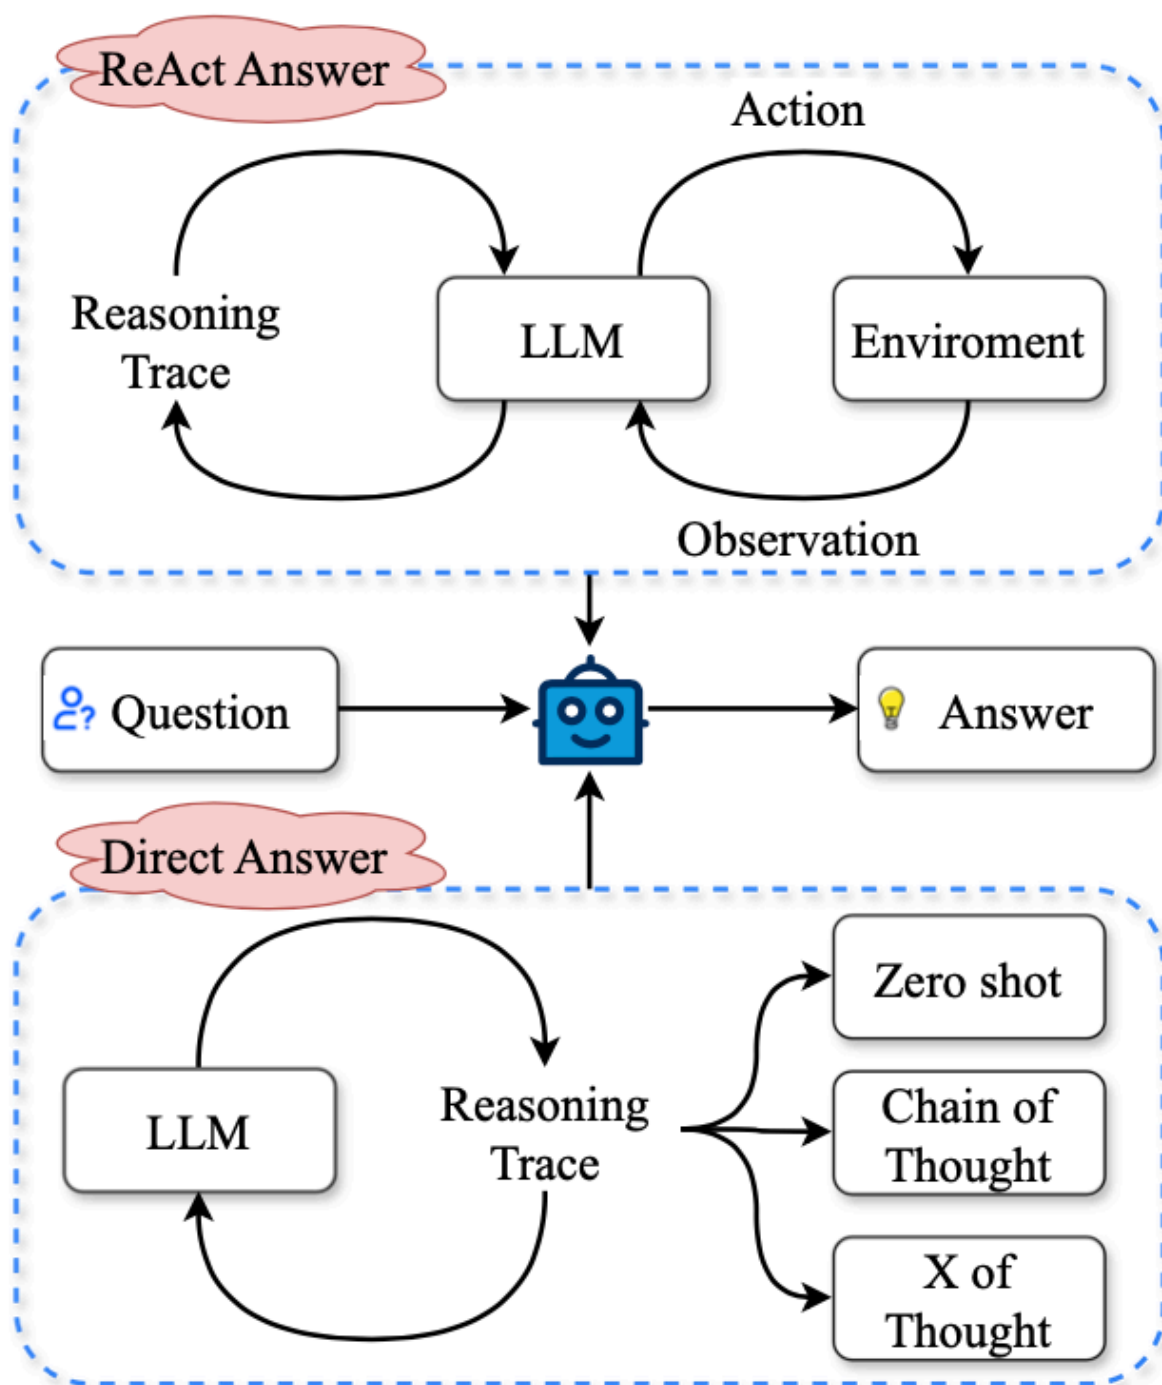 ReAct Answer
Action
Reasoning
Trace
LLM
Enviroment
Observation
Question
Answer
Direct Answer
LLM
Reasoning
Trace
Zero shot
Chain of
Thought
X of
Thought